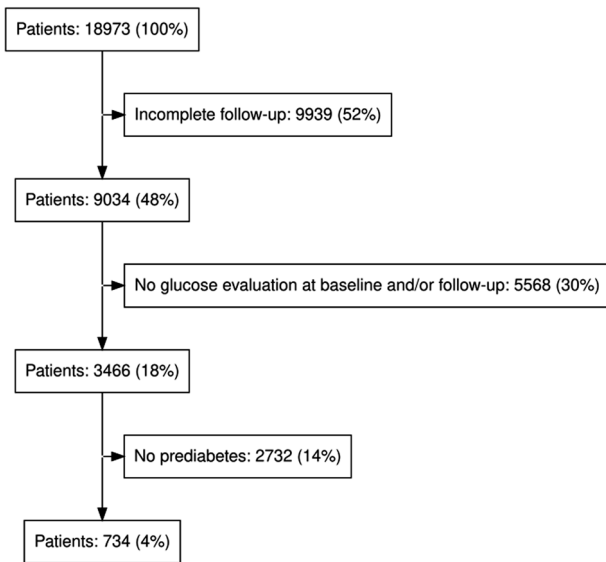 Patients: 18973 (100%)
Incomplete follow-up: 9939 (52%)
Patients: 9034 (48%)
No glucose evaluation at baseline and/or follow-up: 5568 (30%)
Patients: 3466 (18%)
No prediabetes: 2732 (14%)
Patients: 734 (4%)